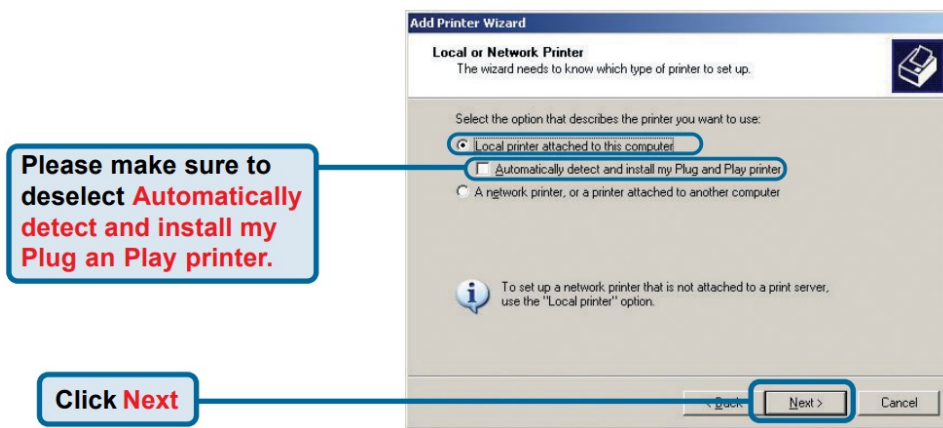 Add Printer Wizard
Local or Network Printer
The wizard needs to know which type of printer to set up.
Select the option that describes the printer you want to use:
Local printer attached to this computer
Automatically detect and install my Plug and Play printer
A network printer, or a printer attached to another computer
Please make sure to
deselect Automatically
detect and install my
Plug an Play printer.
To set up a network printer that is not attached to a print server,
use the "Local printer" option.
Click Next
< Back
Next >
Cancel